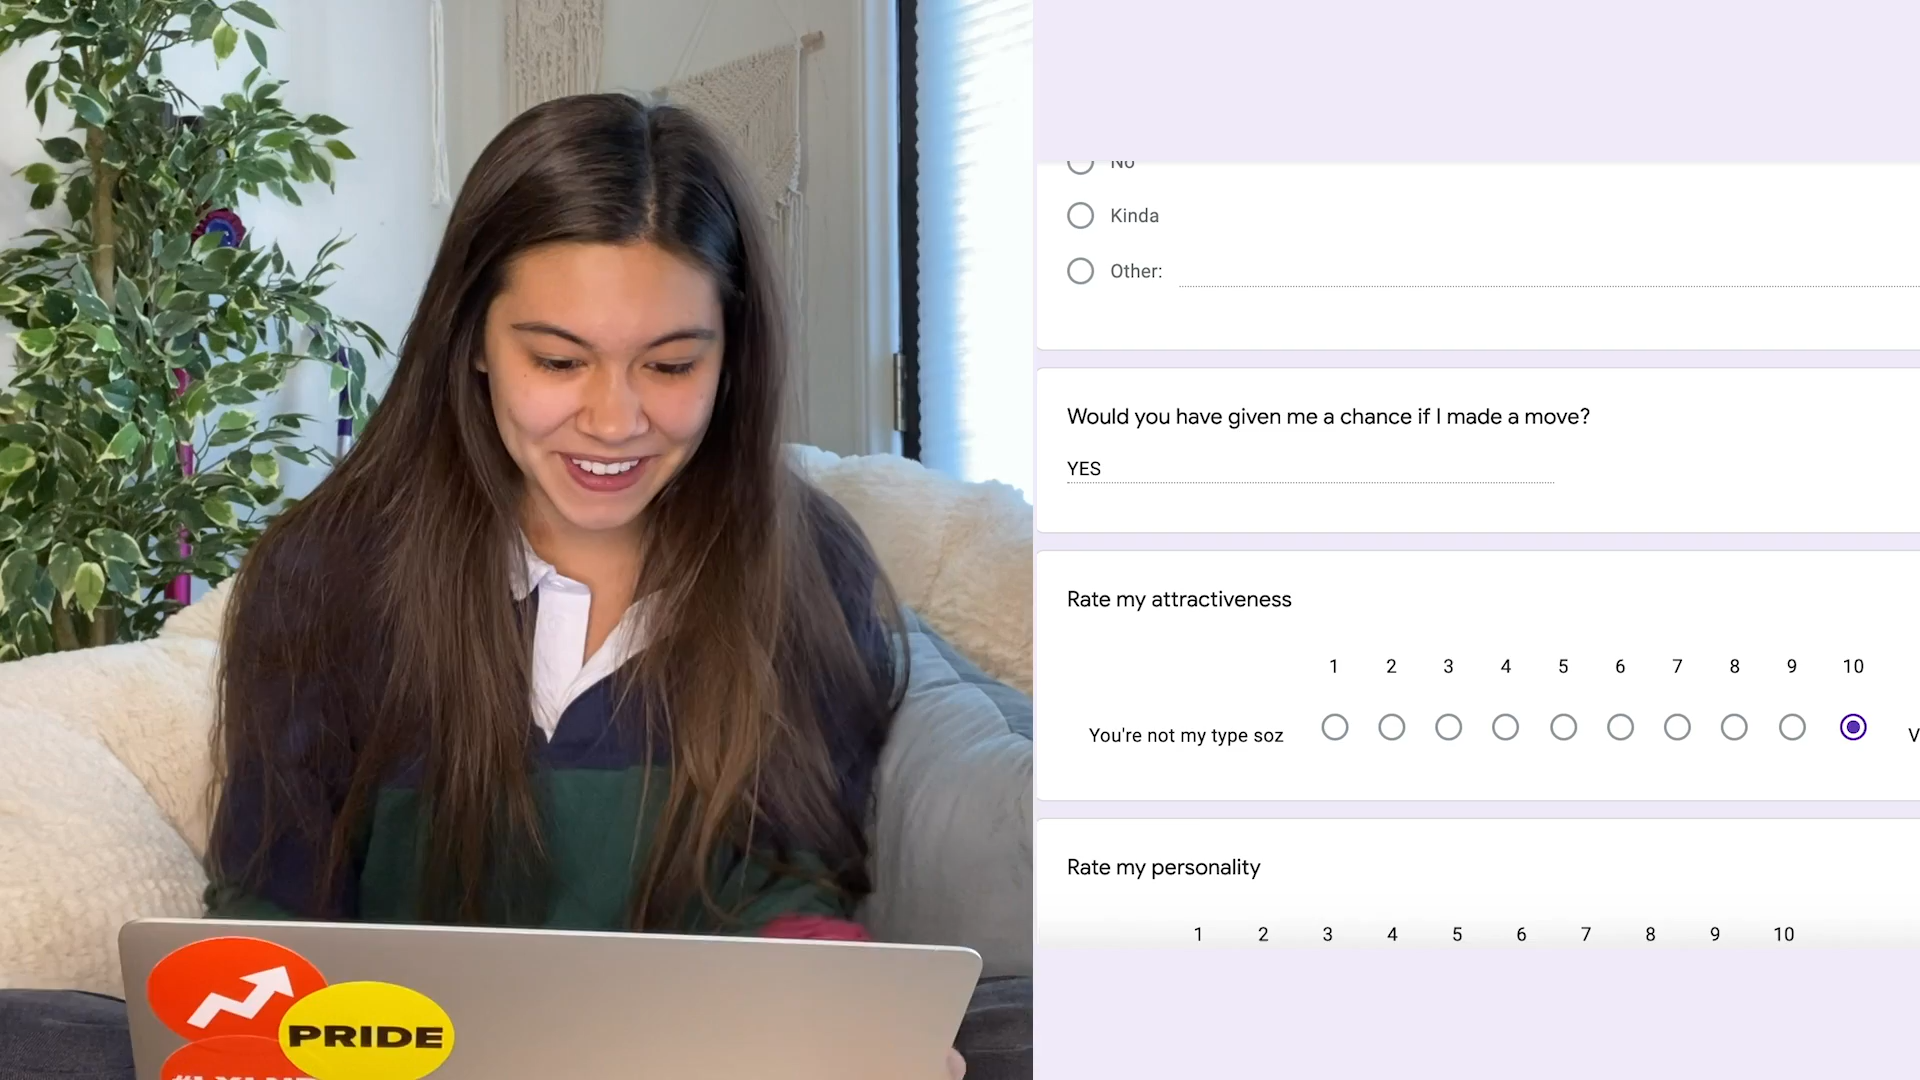 No
Kinda
Other:
Would you have given me a chance if I made a move?
YES
Rate my attractiveness
1 2 3 4 5 6 7 8 9 10
You're not my type soz
Rate my personality
1 2 3 4 5 6 7 8 9 10
PRIDE